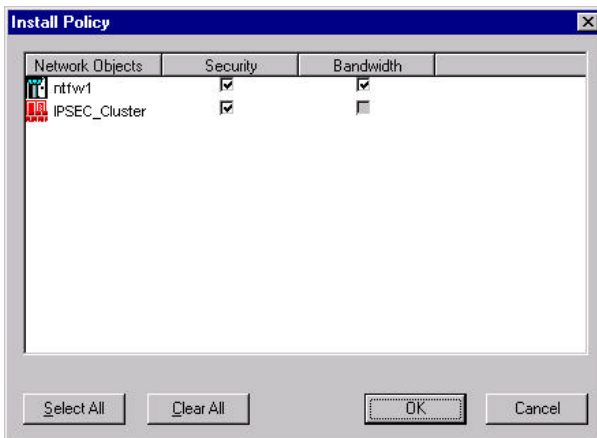 Install Policy
Network Objects Security Bandwidth
ntfw1
IPSEC_Cluster
Select All Clear All OK Cancel